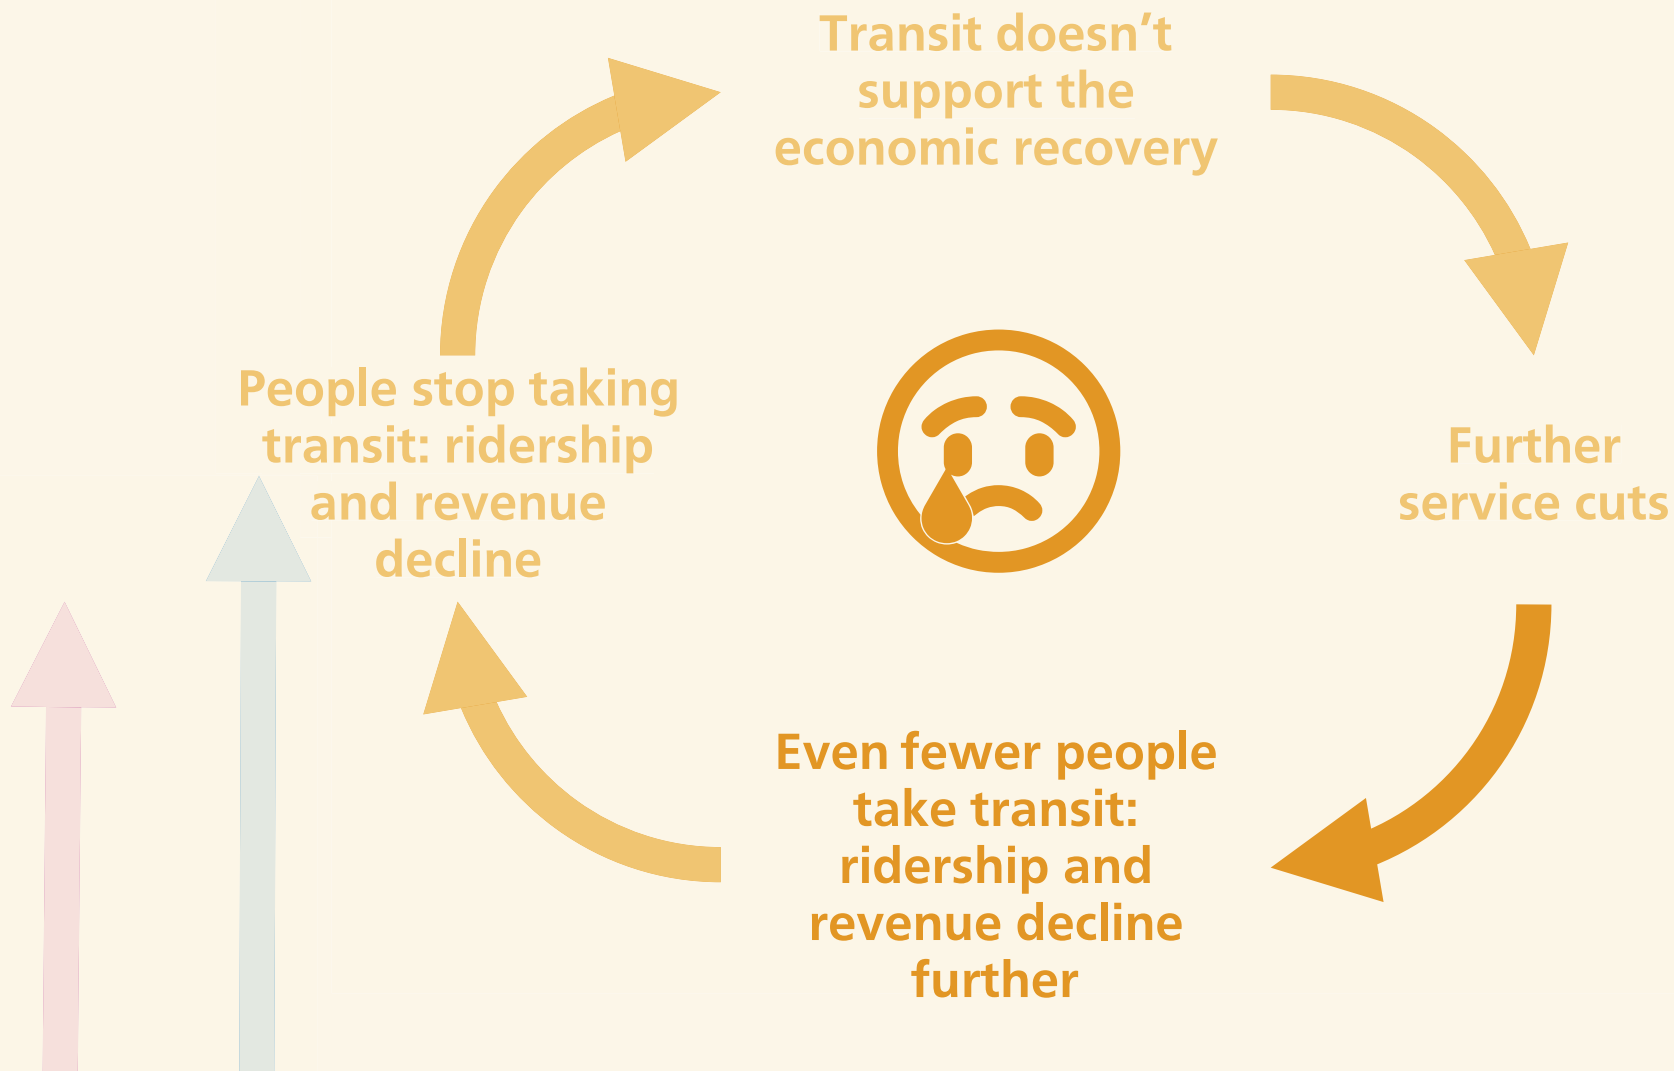 Transit doesn’t
support the
economic recovery
People stop taking
transit: ridership
and revenue
decline
Further
service cuts
Even fewer people
take transit:
ridership and
revenue decline
further